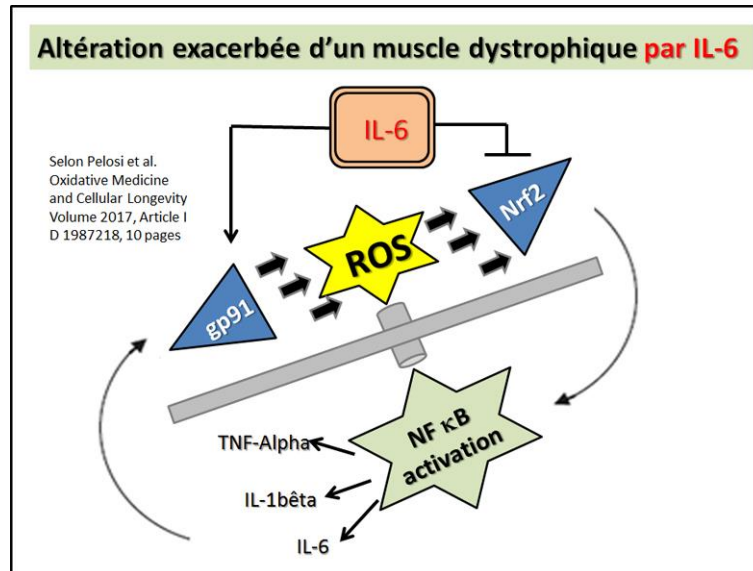 Altération exacerbée d’un muscle dystrophique par IL-6
IL-6
Selon Pelosi et al.
Oxidative Medicine
and Cellular Longevity
Volume 2017, Article I
D 1987218, 10 pages
Nrf2
ROS
gp91
NF κB
activation
TNF-Alpha
IL-1bêta
IL-6